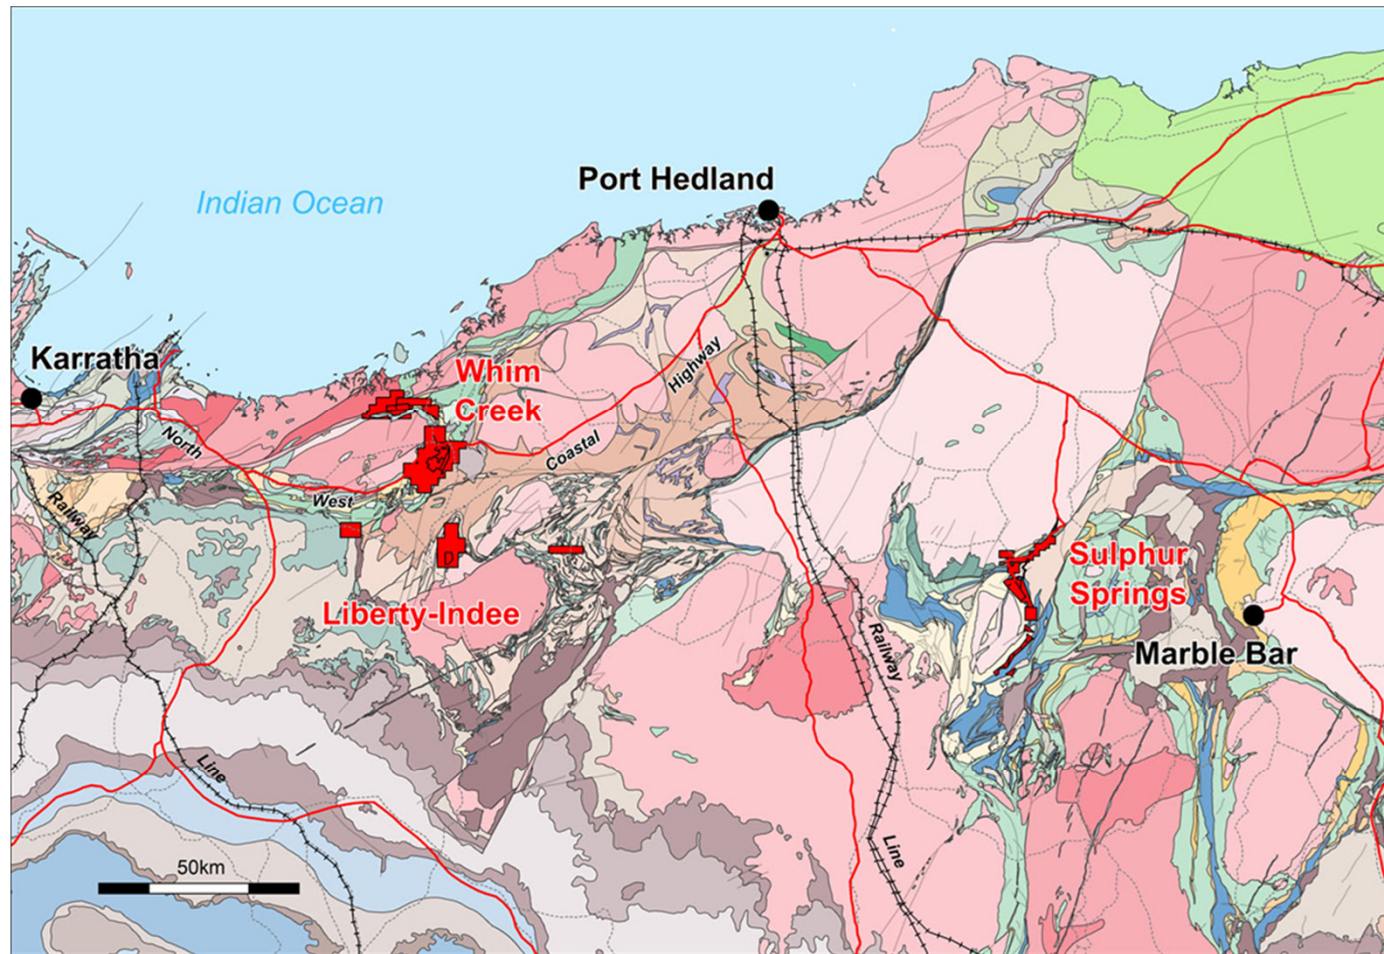 Port Hedland
Indian Ocean
Karratha
Whim
Creek
Highway
North
Coastal
West
Railway
Sulphur
Springs
Liberty-Indee
Marble Bar
Railway
Line
Line
50km